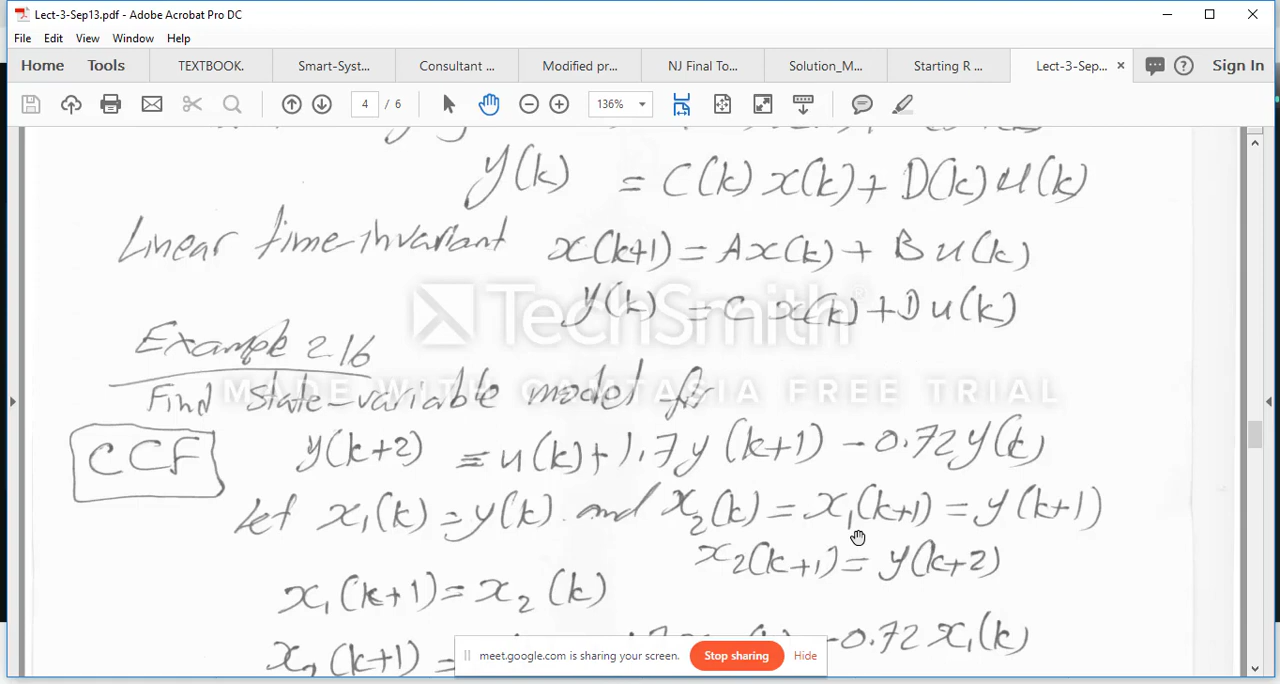 Lect-3-Sep13.pdf - Adobe Acrobat Pro DC
File Edit View Window Help
Home Tools TEXTBOOK. Smart-Syst... Consultant ... Modified pr... NJ Final To... Solution_M... Starting R ... Lect-3-Sep... × Sign In
4 / 6 136%
y(k) = C(k) x(k) + D(k) u(k)
Linear time-invariant x(k+1) = Ax(k) + B u(k)
y(k) = C x(k) + D u(k)
TechSmith
Example 2.16
MADE WITH CAMTASIA FREE TRIAL
Find state-variable model for
CCF y(k+2) = u(k) + 1.7y(k+1) - 0.72y(k)
Let x₁(k) = y(k) and x₂(k) = x₁(k+1) = y(k+1)
x₂(k+1) = y(k+2)
x₁(k+1) = x₂(k)
x₂(k+1) = -0.72 x₁(k)
meet.google.com is sharing your screen. Stop sharing Hide